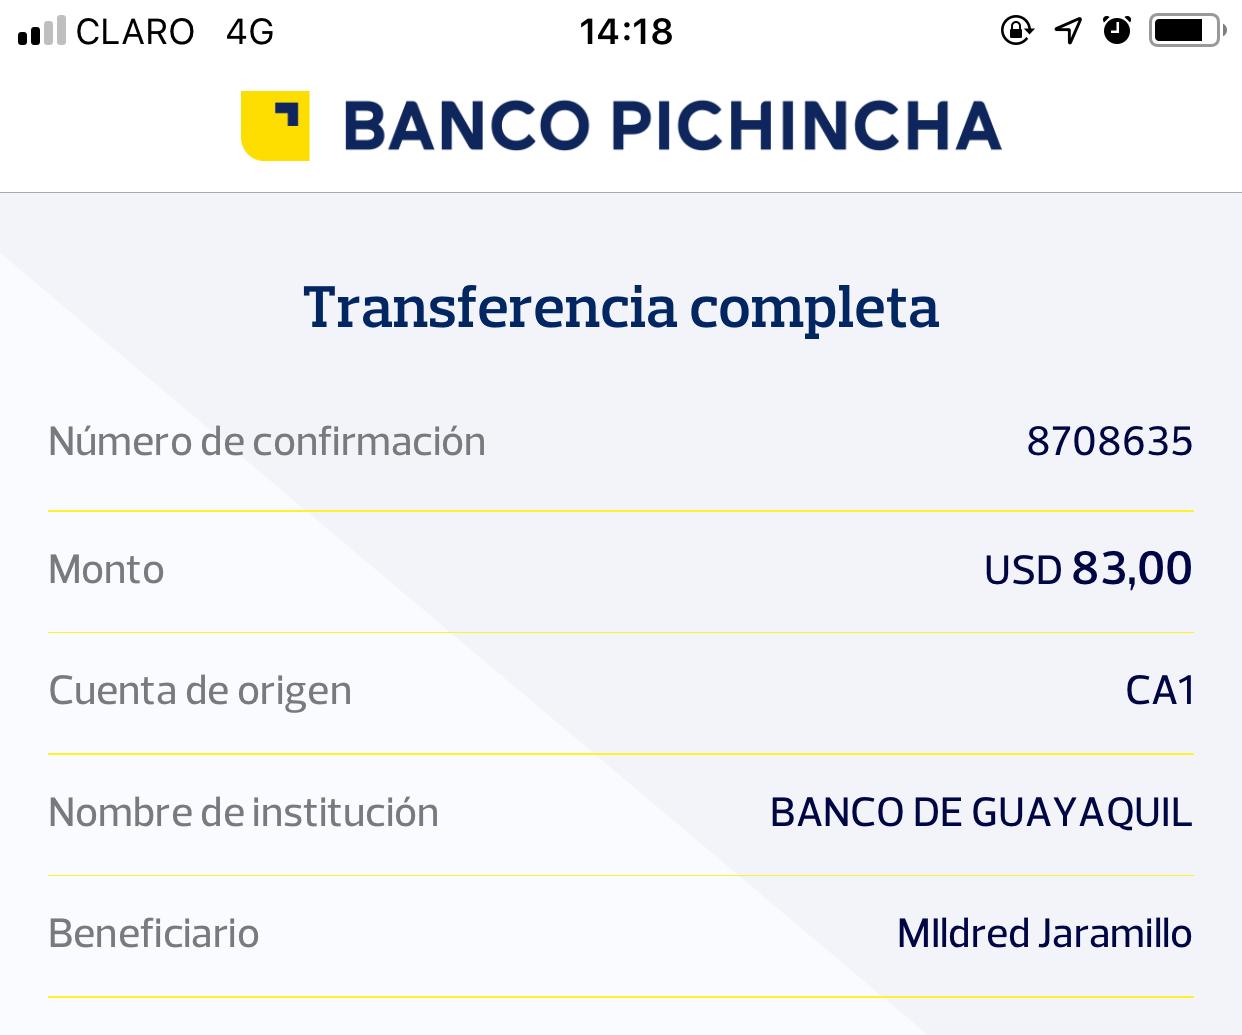 CLARO 4G 14:18
BANCO PICHINCHA
Transferencia completa
Número de confirmación 8708635
Monto USD 83,00
Cuenta de origen CA1
Nombre de institución BANCO DE GUAYAQUIL
Beneficiario MIldred Jaramillo